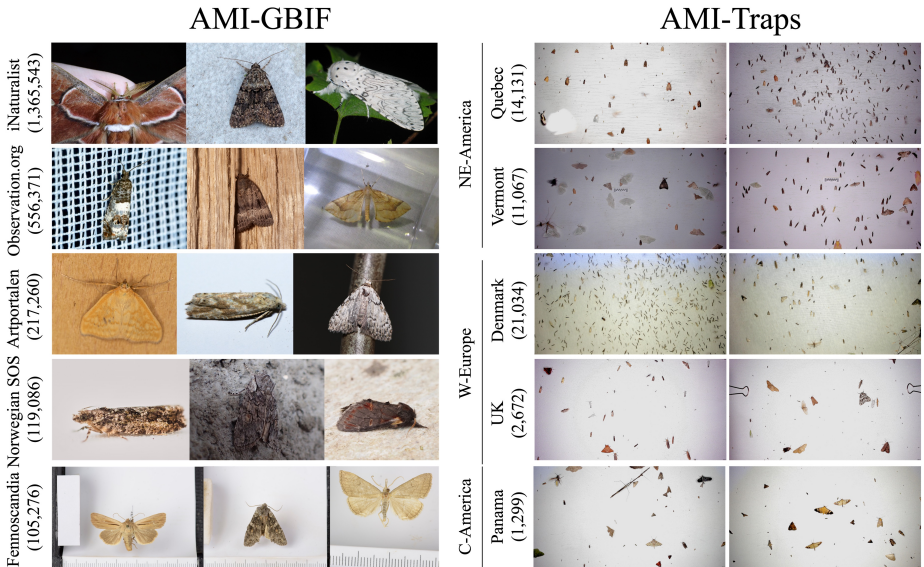 AMI-GBIF
AMI-Traps
iNaturalist
(1,365,543)
Observation.org
(556,371)
Artportalen
(217,260)
Norwegian SOS
(119,086)
Fennoscandia
(105,276)
NE-America
Quebec
(14,131)
Vermont
(11,067)
W-Europe
Denmark
(21,034)
UK
(2,672)
C-America
Panama
(1,299)